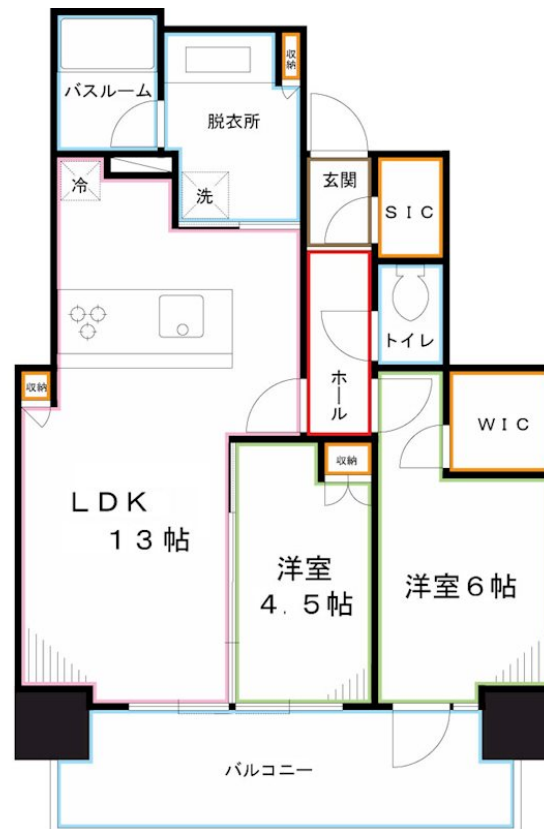 バスルーム
収納
脱衣所
玄関
冷
洗
SIC
トイレ
収納
ホール
WIC
収納
LDK
13帖
洋室
4.5帖
洋室6帖
バルコニー